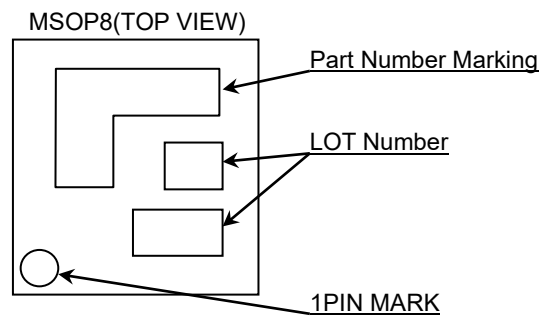 MSOP8(TOP VIEW)
Part Number Marking
LOT Number
1PIN MARK